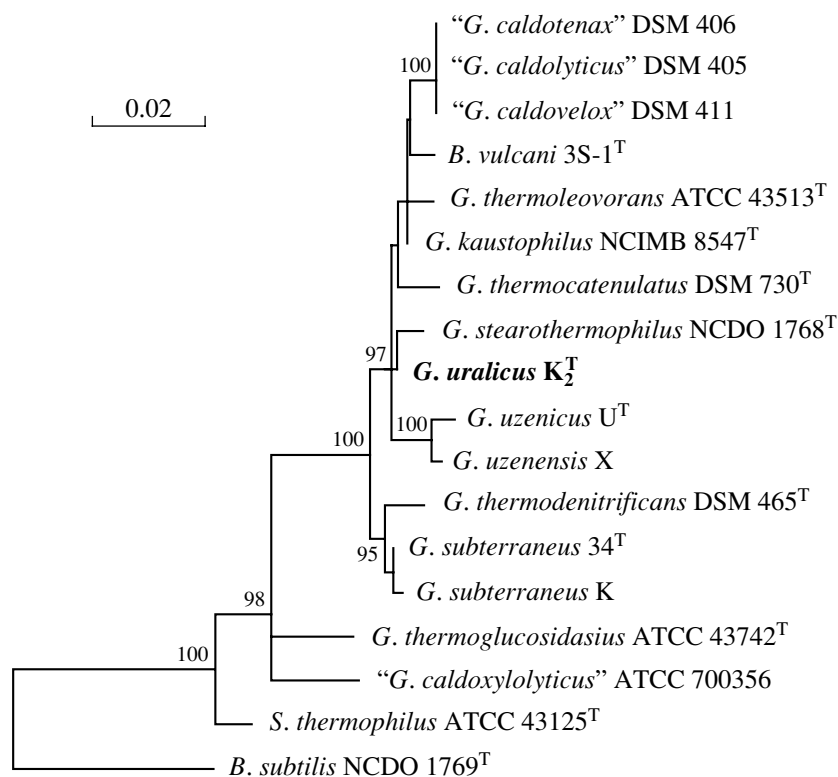 “G. caldotenax” DSM 406
100
“G. caldolyticus” DSM 405
0.02
“G. caldovelox” DSM 411
B. vulcani 3S-1ᵀ
G. thermoleovorans ATCC 43513ᵀ
G. kaustophilus NCIMB 8547ᵀ
G. thermocatenulatus DSM 730ᵀ
G. stearothermophilus NCDO 1768ᵀ
97
G. uralicus K₂ᵀ
G. uzenicus Uᵀ
100
100
G. uzenensis X
G. thermodenitrificans DSM 465ᵀ
G. subterraneus 34ᵀ
95
G. subterraneus K
98
G. thermoglucosidasius ATCC 43742ᵀ
100
“G. caldoxylolyticus” ATCC 700356
S. thermophilus ATCC 43125ᵀ
B. subtilis NCDO 1769ᵀ